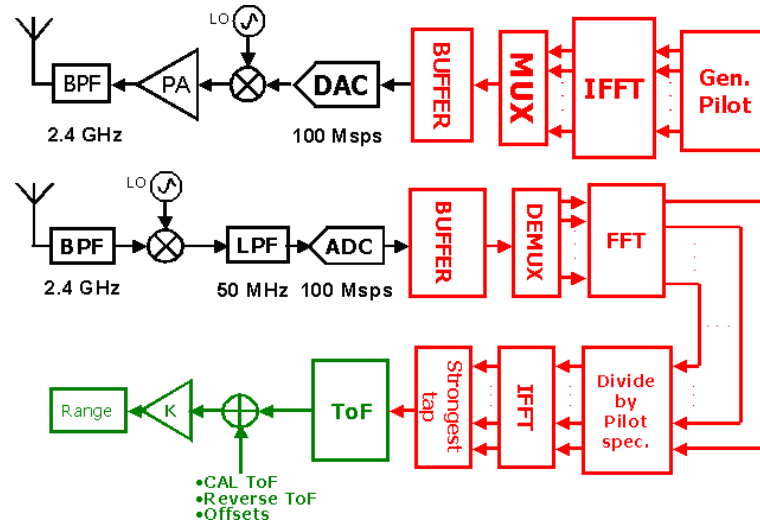 LO
BPF
PA
DAC
BUFFER
MUX
IFFT
Gen.
Pilot
2.4 GHz
100 Msps
LO
BPF
LPF
ADC
BUFFER
DEMUX
FFT
2.4 GHz
50 MHz
100 Msps
Range
K
ToF
Strongest
tap
IFFT
Divide
by
Pilot
spec.
•CAL ToF
•Reverse ToF
•Offsets